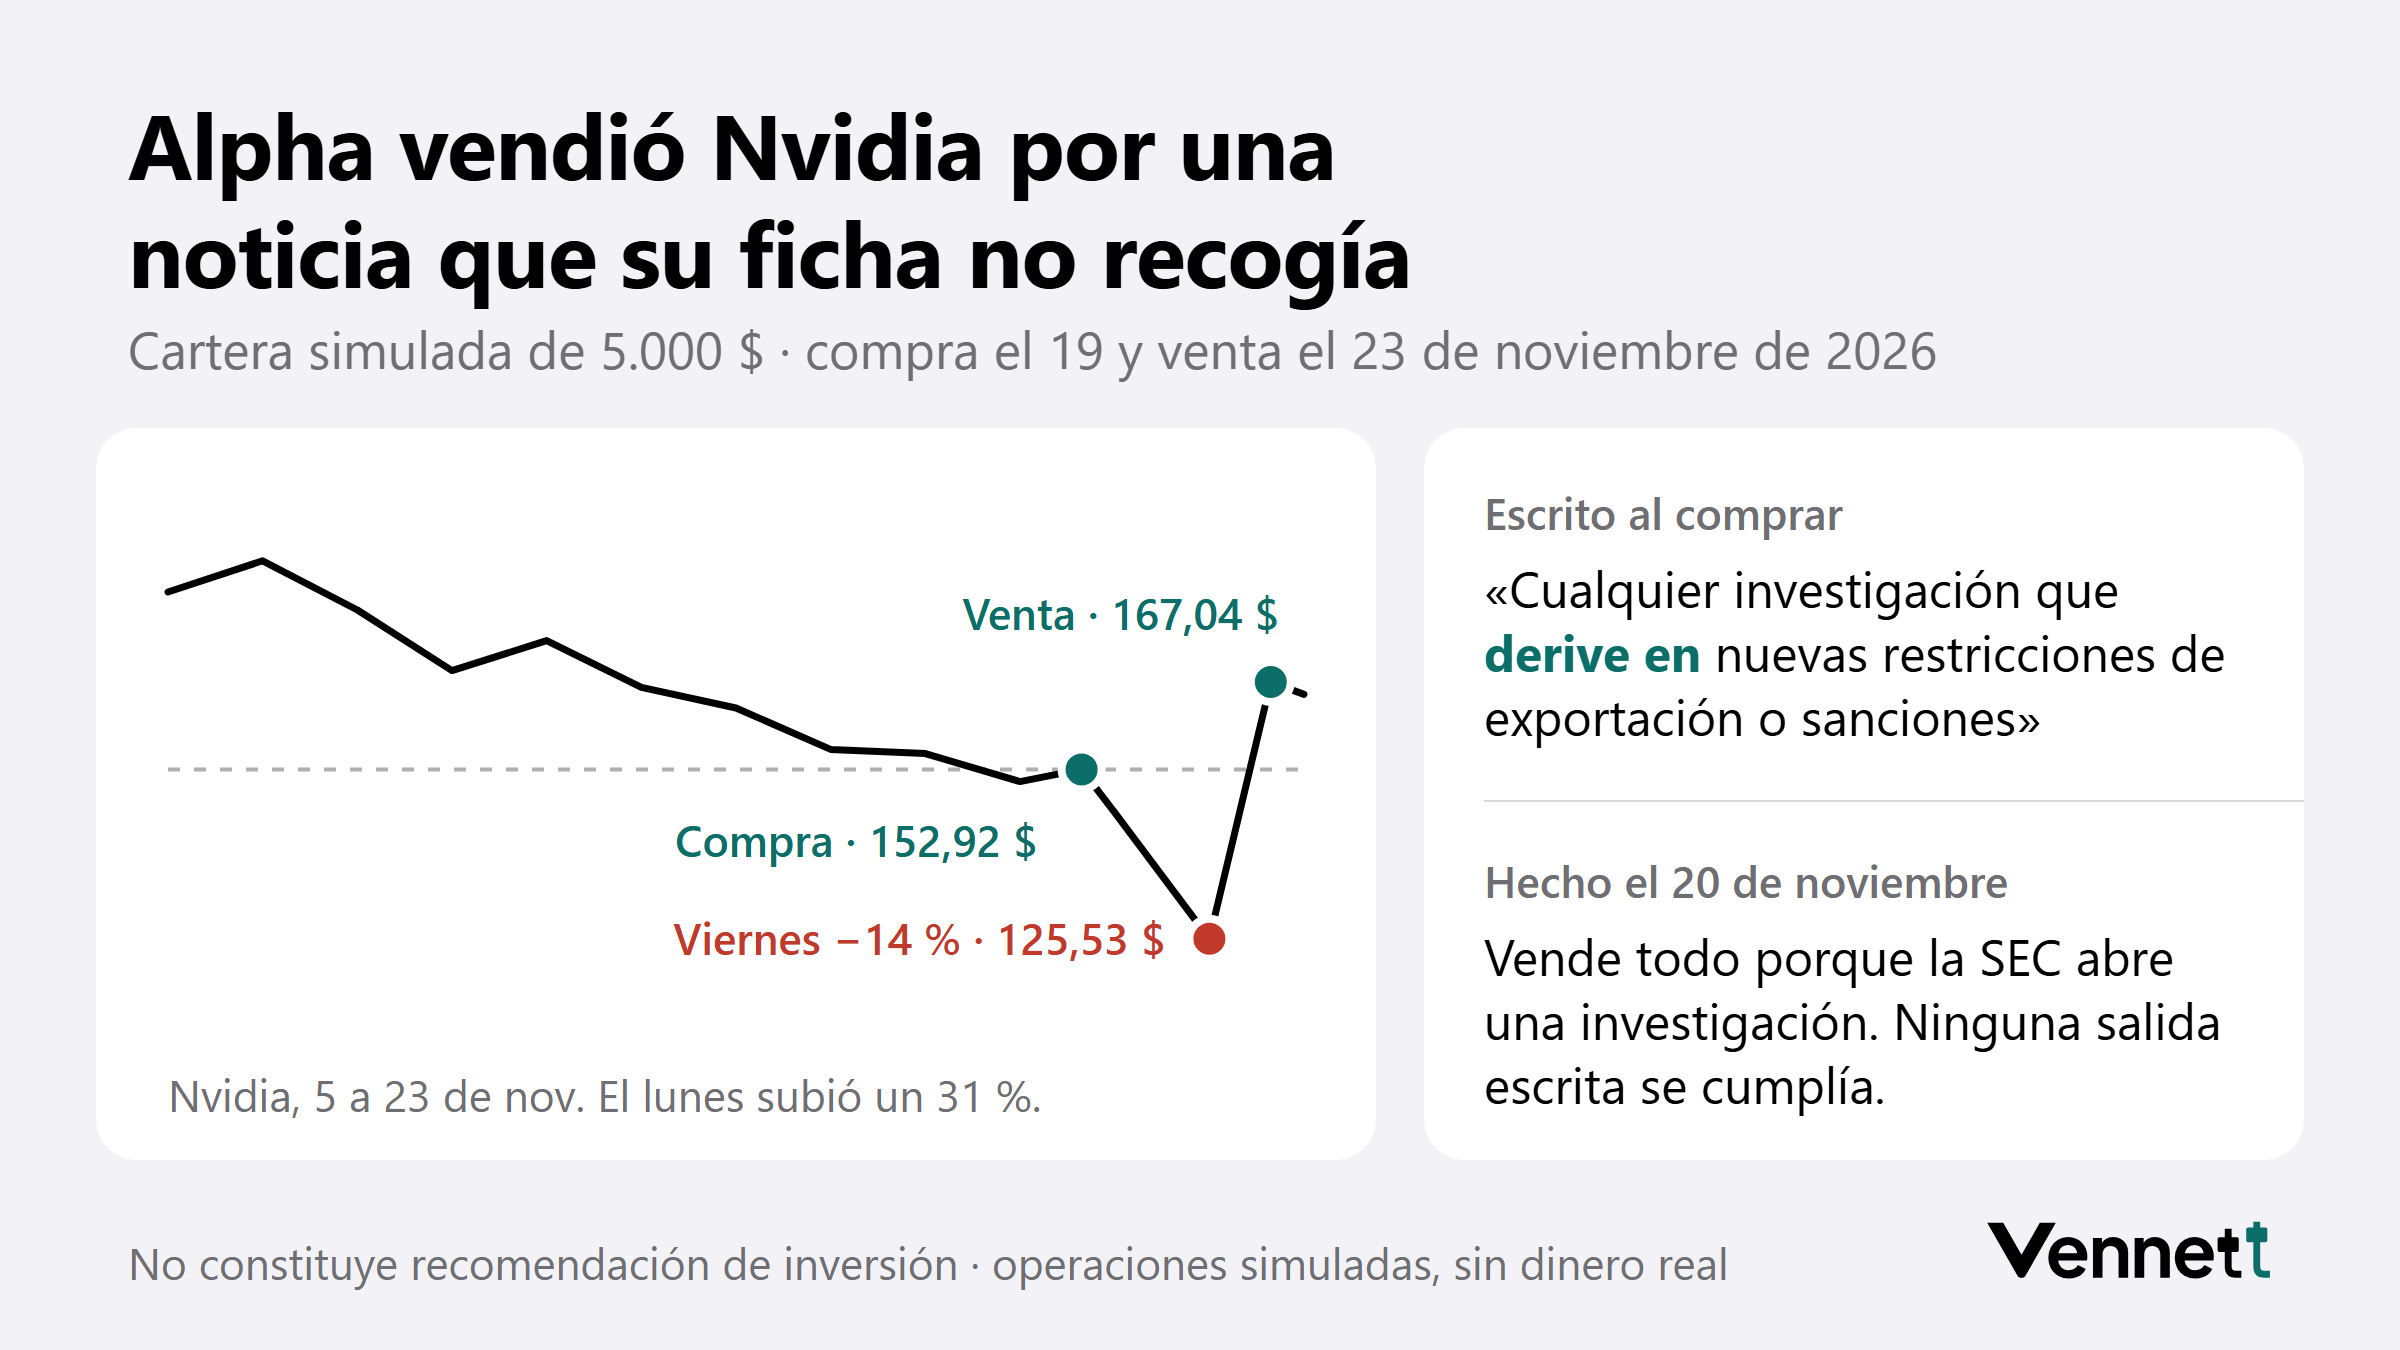 Alpha vendió Nvidia por una
noticia que su ficha no recogía
Cartera simulada de 5.000 $ · compra el 19 y venta el 23 de noviembre de 2026
Venta · 167,04 $
Compra · 152,92 $
Viernes −14 % · 125,53 $
Nvidia, 5 a 23 de nov. El lunes subió un 31 %.
Escrito al comprar
«Cualquier investigación que
derive en nuevas restricciones de
exportación o sanciones»
Hecho el 20 de noviembre
Vende todo porque la SEC abre
una investigación. Ninguna salida
escrita se cumplía.
No constituye recomendación de inversión · operaciones simuladas, sin dinero real
Vennett